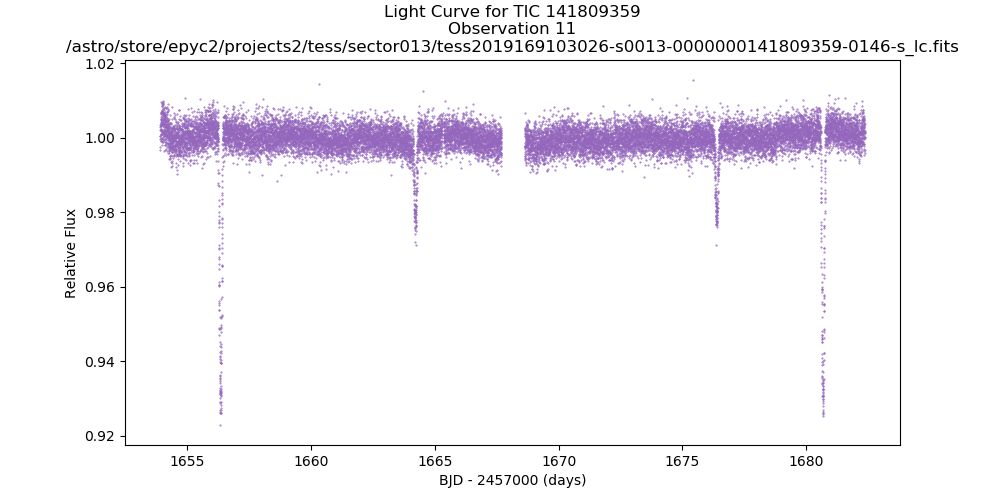 Light Curve for TIC 141809359
Observation 11
/astro/store/epyc2/projects2/tess/sector013/tess2019169103026-s0013-0000000141809359-0146-s_lc.fits
1.02
1.00
0.98
0.96
0.94
0.92
Relative Flux
1655
1660
1665
1670
1675
1680
BJD - 2457000 (days)